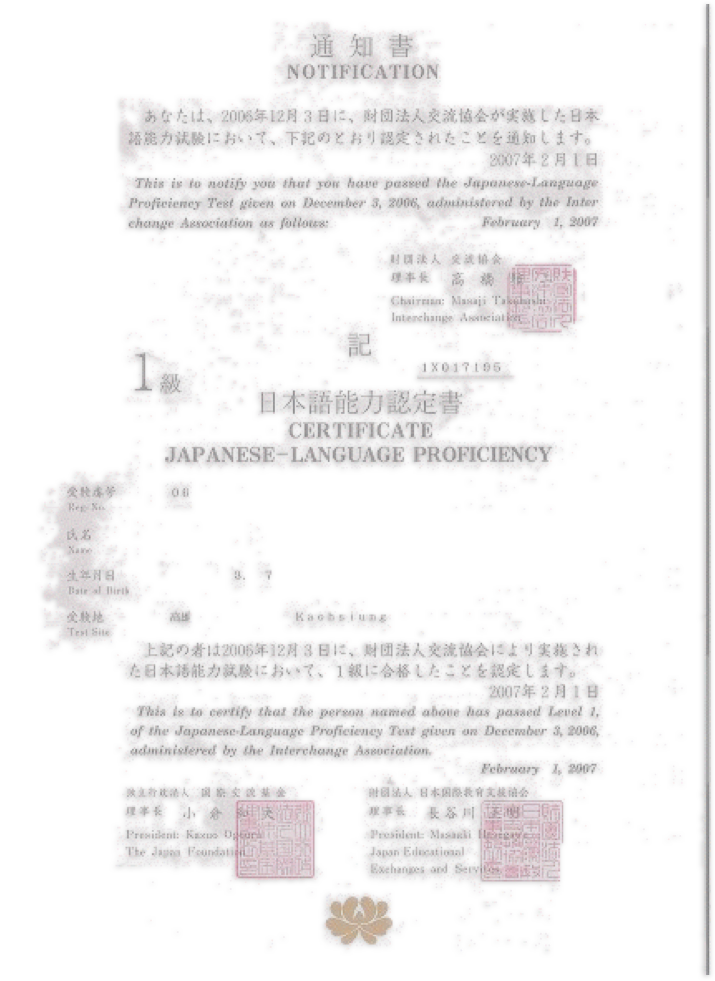 通知書
NOTIFICATION
あなたは、2006年12月3日に、財団法人交流協会が実施した日本
語能力試験において、下記のとおり認定されたことを通知します。
2007年2月1日
This is to notify you that you have passed the Japanese-Language
Proficiency Test given on December 3, 2006, administered by the Inter
change Association as follows: February 1, 2007
財団法人 交流協会
理事長 高橋
Chairman: Masaji Takahashi
Interchange Association
記
1級
1X017195
日本語能力認定書
CERTIFICATE
JAPANESE-LANGUAGE PROFICIENCY
受験番号 06
Reg. No.
氏名
Name
生年月日 3. 7
Date of Birth
受験地 高雄 Kaohsiung
Test Site
上記の者は2006年12月3日に、財団法人交流協会により実施され
た日本語能力試験において、1級に合格したことを認定します。
2007年2月1日
This is to certify that the person named above has passed Level 1,
of the Japanese-Language Proficiency Test given on December 3, 2006,
administered by the Interchange Association.
February 1, 2007
独立行政法人 国際交流基金
理事長 小倉和夫
President: Kazuo Ogoura
The Japan Foundation
財団法人 日本国際教育支援協会
理事長 長谷川正明
President: Masaaki Hasegawa
Japan Educational
Exchanges and Services